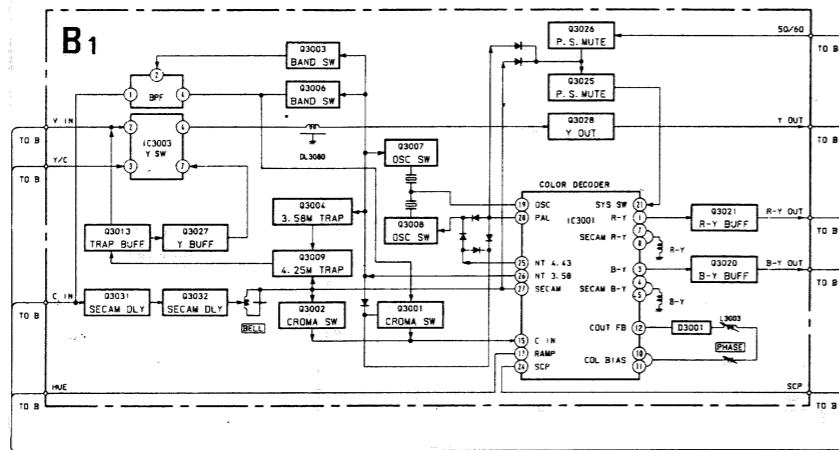 B1
Q3003
BAND SW
Q3026
P. S. MUTE
50/60
TO B
2
1
BPF
4
Q3006
BAND SW
Q3025
P. S. MUTE
V IN
2
IC3003
Y SW
DL3080
Q3028
Y OUT
Y OUT
TO B
TO B
Y/C
3
7
Q3007
OSC SW
TO B
COLOR DECODER
Q3004
3.58M TRAP
19
OSC
SYS SW
21
28
PAL
IC3001
R-Y
1
Q3021
R-Y BUFF
R-Y OUT
TO B
Q3013
TRAP BUFF
Q3027
Y BUFF
Q3008
OSC SW
7
SECAM R-Y
8
R-Y
Q3009
4.25M TRAP
25
NT 4.43
B-Y
3
Q3020
B-Y BUFF
B-Y OUT
TO B
26
NT 3.58
27
SECAM
SECAM B-Y
4
5
B-Y
C IN
Q3031
SECAM DLY
Q3032
SECAM DLY
BELL
Q3002
CROMA SW
Q3001
CROMA SW
TO B
COUT FB
12
D3001
L3003
15
C IN
PHASE
17
RAMP
COL BIAS
10
11
24
SCP
HUE
SCP
TO B
TO B